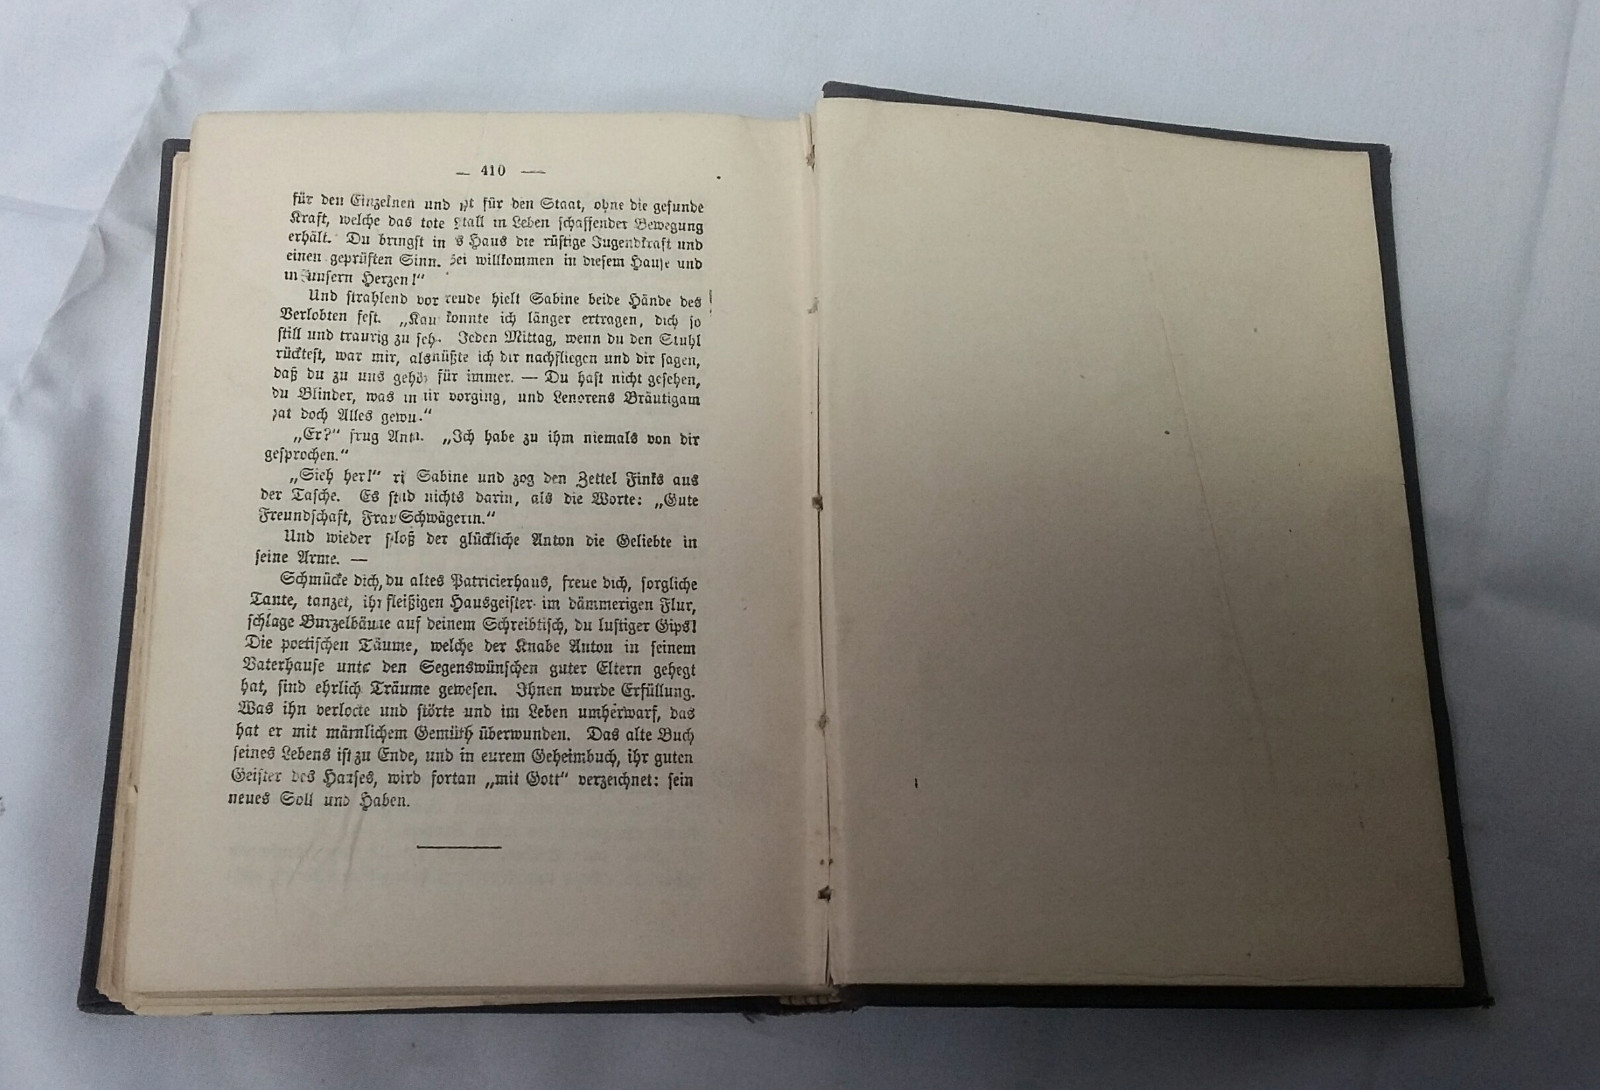 — 410 —
für den Einzelnen und für den Staat, ohne die gesunde
Kraft, welche das tote in Leben schaffender Bewegung
erhält. Du bringst in s Haus die rüstige Jugendkraft und
einen geprüften Sinn. Sei willkommen in diesem Hause und
in unsern Herzen!“
Und strahlend vor reude hielt Sabine beide Hände des
Verlobten fest. „Kau konnte ich länger ertragen, dich so
still und traurig zu seh. Jeden Mittag, wenn du den Stuhl
rücktest, war mir, als müßte ich dir nachfliegen und dir sagen,
daß du zu uns gehö für immer. — Du hast nicht gesehen,
du Blinder, was in ir vorging, und Lenorens Bräutigam
hat doch Alles gewu.“
„Er?“ frug Anton. „Ich habe zu ihm niemals von dir
gesprochen.“
„Sieh her!“ ri Sabine und zog den Zettel Finks aus
der Tasche. Es stand nichts darin, als die Worte: „Gute
Freundschaft, Frau Schwägerin.“
Und wieder schloß der glückliche Anton die Geliebte in
seine Arme. —
Schmücke dich, du altes Patricierhaus, freue dich, sorgliche
Tante, tanzet, ihr fleißigen Hausgeister im dämmerigen Flur,
schlage Burzelbäume auf deinem Schreibtisch, du lustiger Gips!
Die poetischen Täume, welche der Knabe Anton in seinem
Vaterhause unter den Segenswünschen guter Eltern gehegt
hat, sind ehrlich Träume gewesen. Ihnen wurde Erfüllung.
Was ihn verlocte und störte und im Leben umherwarf, das
hat er mit männlichem Gemüth überwunden. Das alte Buch
seines Lebens ist zu Ende, und in eurem Geheimbuch, ihr guten
Geister des Hauses, wird fortan „mit Gott“ verzeichnet: sein
neues Soll und Haben.